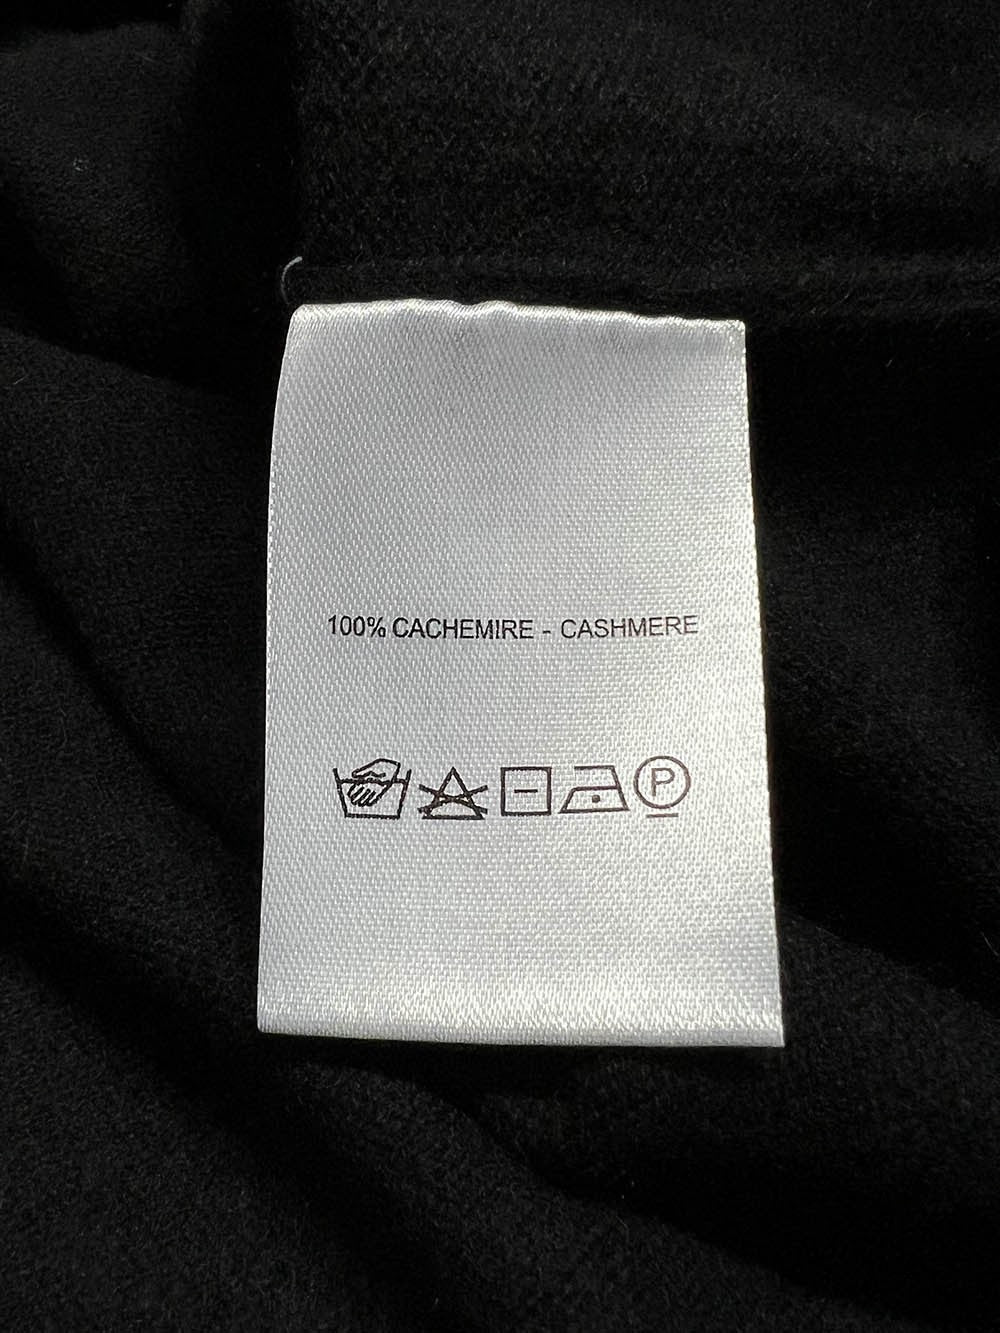 100% CACHEMIRE - CASHMERE
P